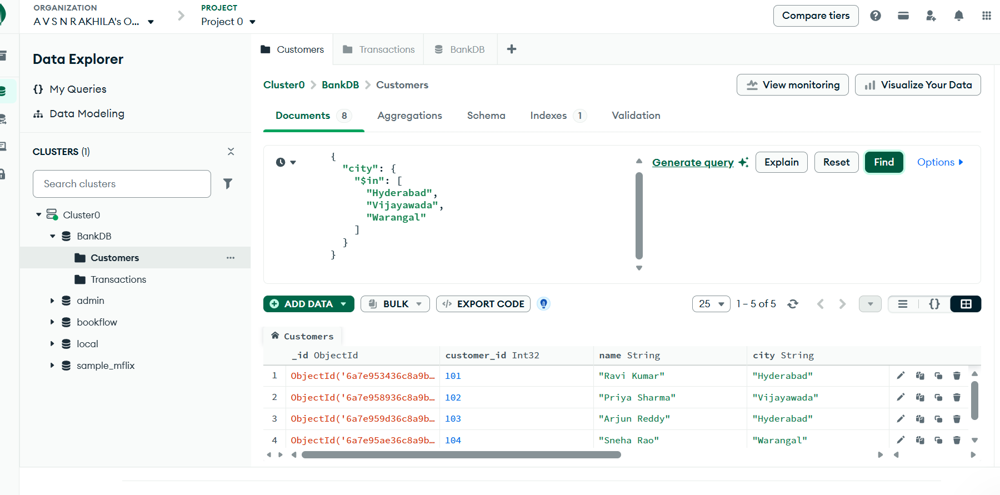 ORGANIZATION
A V S N R AKHILA's O...
PROJECT
Project 0
Compare tiers
Data Explorer
My Queries
Data Modeling
CLUSTERS (1)
Search clusters
Cluster0
BankDB
Customers
Transactions
admin
bookflow
local
sample_mflix
Customers
Transactions
BankDB
Cluster0 > BankDB > Customers
View monitoring
Visualize Your Data
Documents 8
Aggregations
Schema
Indexes 1
Validation
{
"city": {
"$in": [
"Hyderabad",
"Vijayawada",
"Warangal"
]
}
}
Generate query
Explain
Reset
Find
Options
ADD DATA
BULK
EXPORT CODE
25
1 – 5 of 5
Customers
_id ObjectId customer_id Int32 name String city String
1 ObjectId('6a7e953436c8a9b… 101 "Ravi Kumar" "Hyderabad"
2 ObjectId('6a7e958936c8a9b… 102 "Priya Sharma" "Vijayawada"
3 ObjectId('6a7e959d36c8a9b… 103 "Arjun Reddy" "Hyderabad"
4 ObjectId('6a7e95ae36c8a9b… 104 "Sneha Rao" "Warangal"